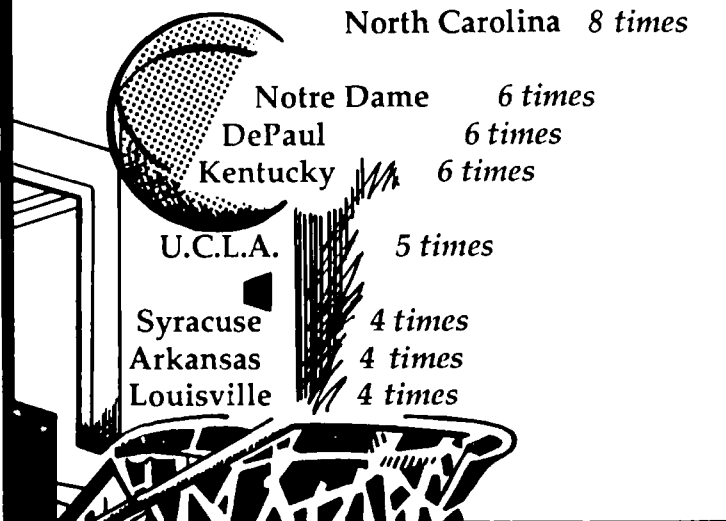 North Carolina 8 times
Notre Dame 6 times
DePaul 6 times
Kentucky 6 times
U.C.L.A. 5 times
Syracuse 4 times
Arkansas 4 times
Louisville 4 times